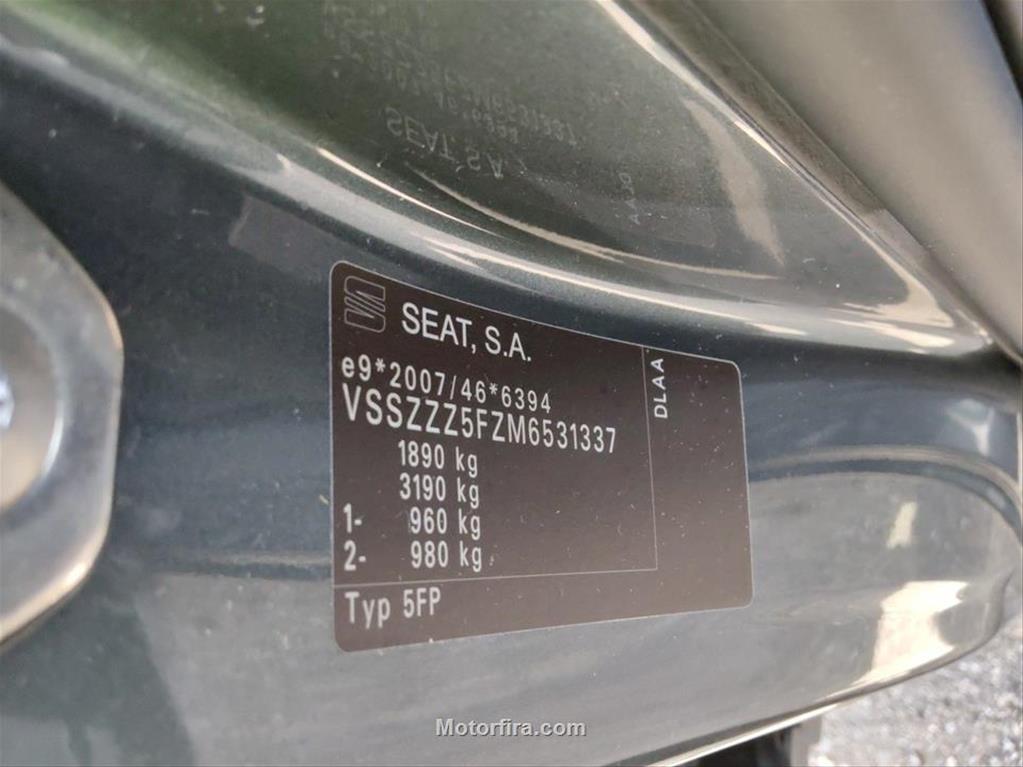 SEAT, S.A.
e9*2007/46*6394
VSSZZZ5FZM6531337
1890 kg
3190 kg
1- 960 kg
2- 980 kg
Typ 5FP
DLAA
Motorfira.com